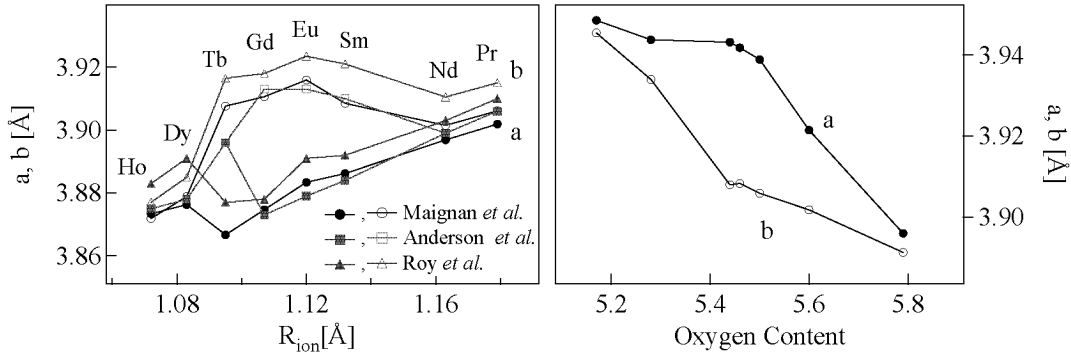 a, b [Å]
3.92
3.90
3.88
3.86
Ho
Dy
Tb
Gd
Eu
Sm
Nd
Pr
b
a
, Maignan et al.
, Anderson et al.
, Roy et al.
1.08 1.12 1.16
R_ion[Å]
a
b
3.94
3.92
3.90
a, b [Å]
5.2 5.4 5.6 5.8
Oxygen Content